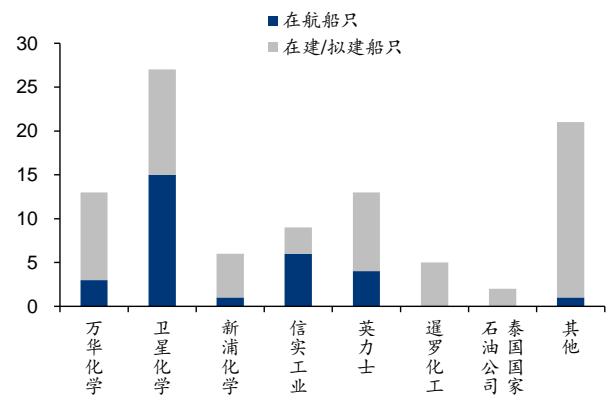 在航船只
在建/拟建船只
30
25
20
15
10
5
0
万华化学
卫星化学
新浦化学
信实工业
英力士
暹罗化工
泰国国家
石油公司
其他